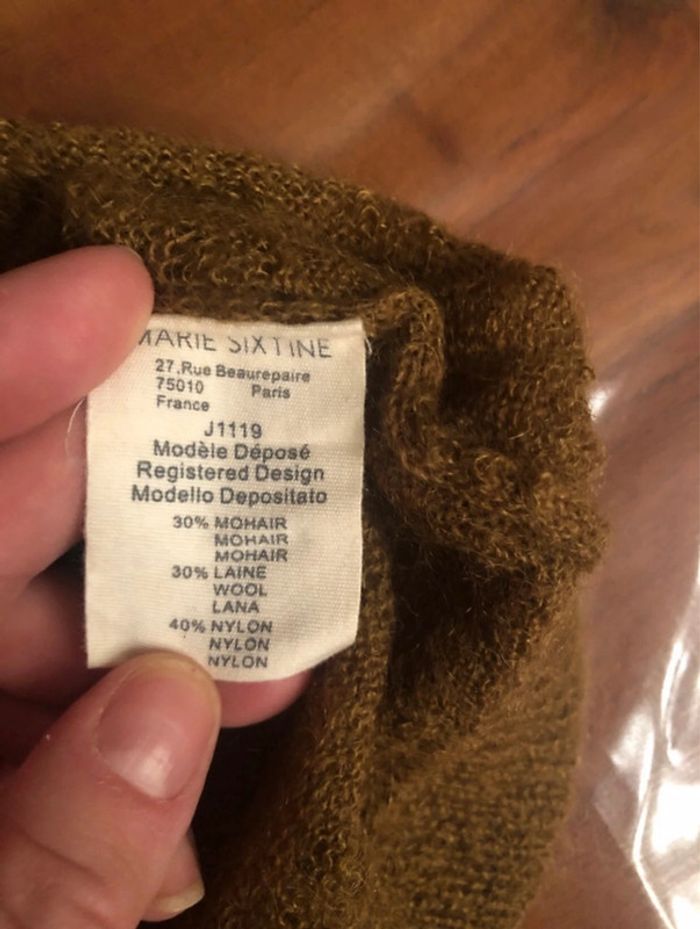 MARIE SIXTINE
27,Rue Beaurepaire
75010 Paris
France
J1119
Modèle Déposé
Registered Design
Modello Depositato
30% MOHAIR
MOHAIR
MOHAIR
30% LAINE
WOOL
LANA
40% NYLON
NYLON
NYLON